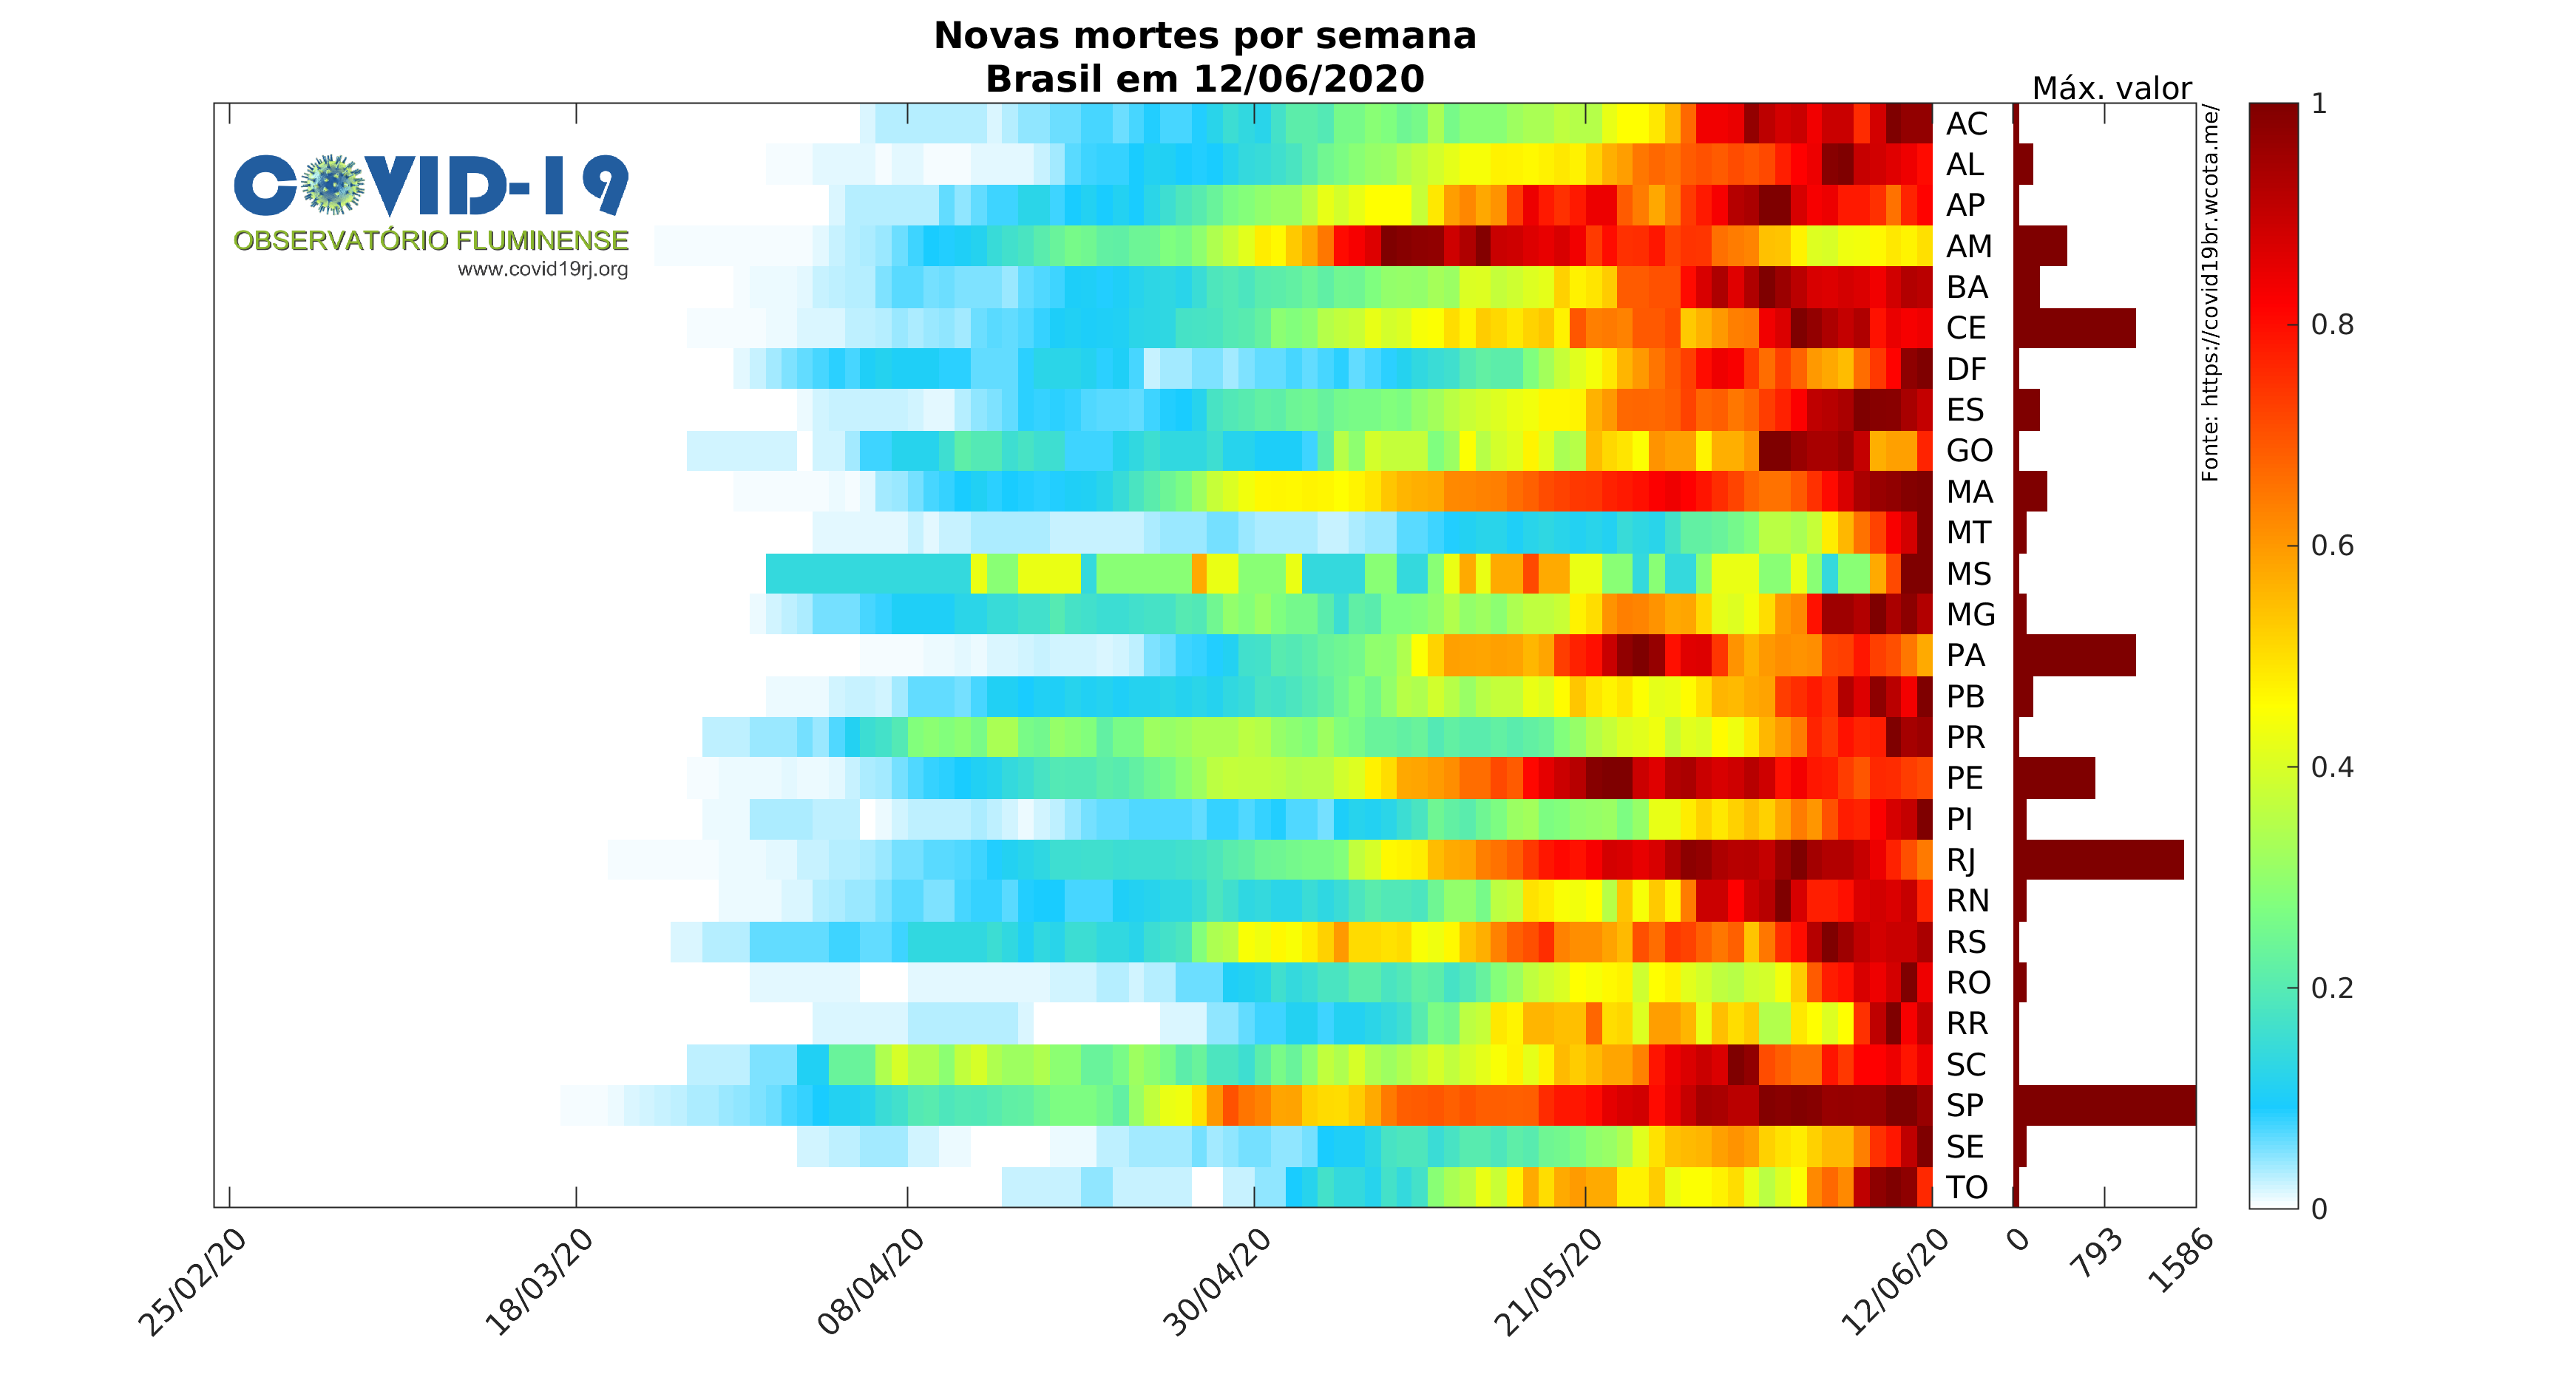 Novas mortes por semana
Brasil em 12/06/2020
Máx. valor
COVID-19
OBSERVATÓRIO FLUMINENSE
www.covid19rj.org
AC
AL
AP
AM
BA
CE
DF
ES
GO
MA
MT
MS
MG
PA
PB
PR
PE
PI
RJ
RN
RS
RO
RR
SC
SP
SE
TO
Fonte: https://covid19br.wcota.me/
1
0.8
0.6
0.4
0.2
0
25/02/20
18/03/20
08/04/20
30/04/20
21/05/20
12/06/20
0
793
1586